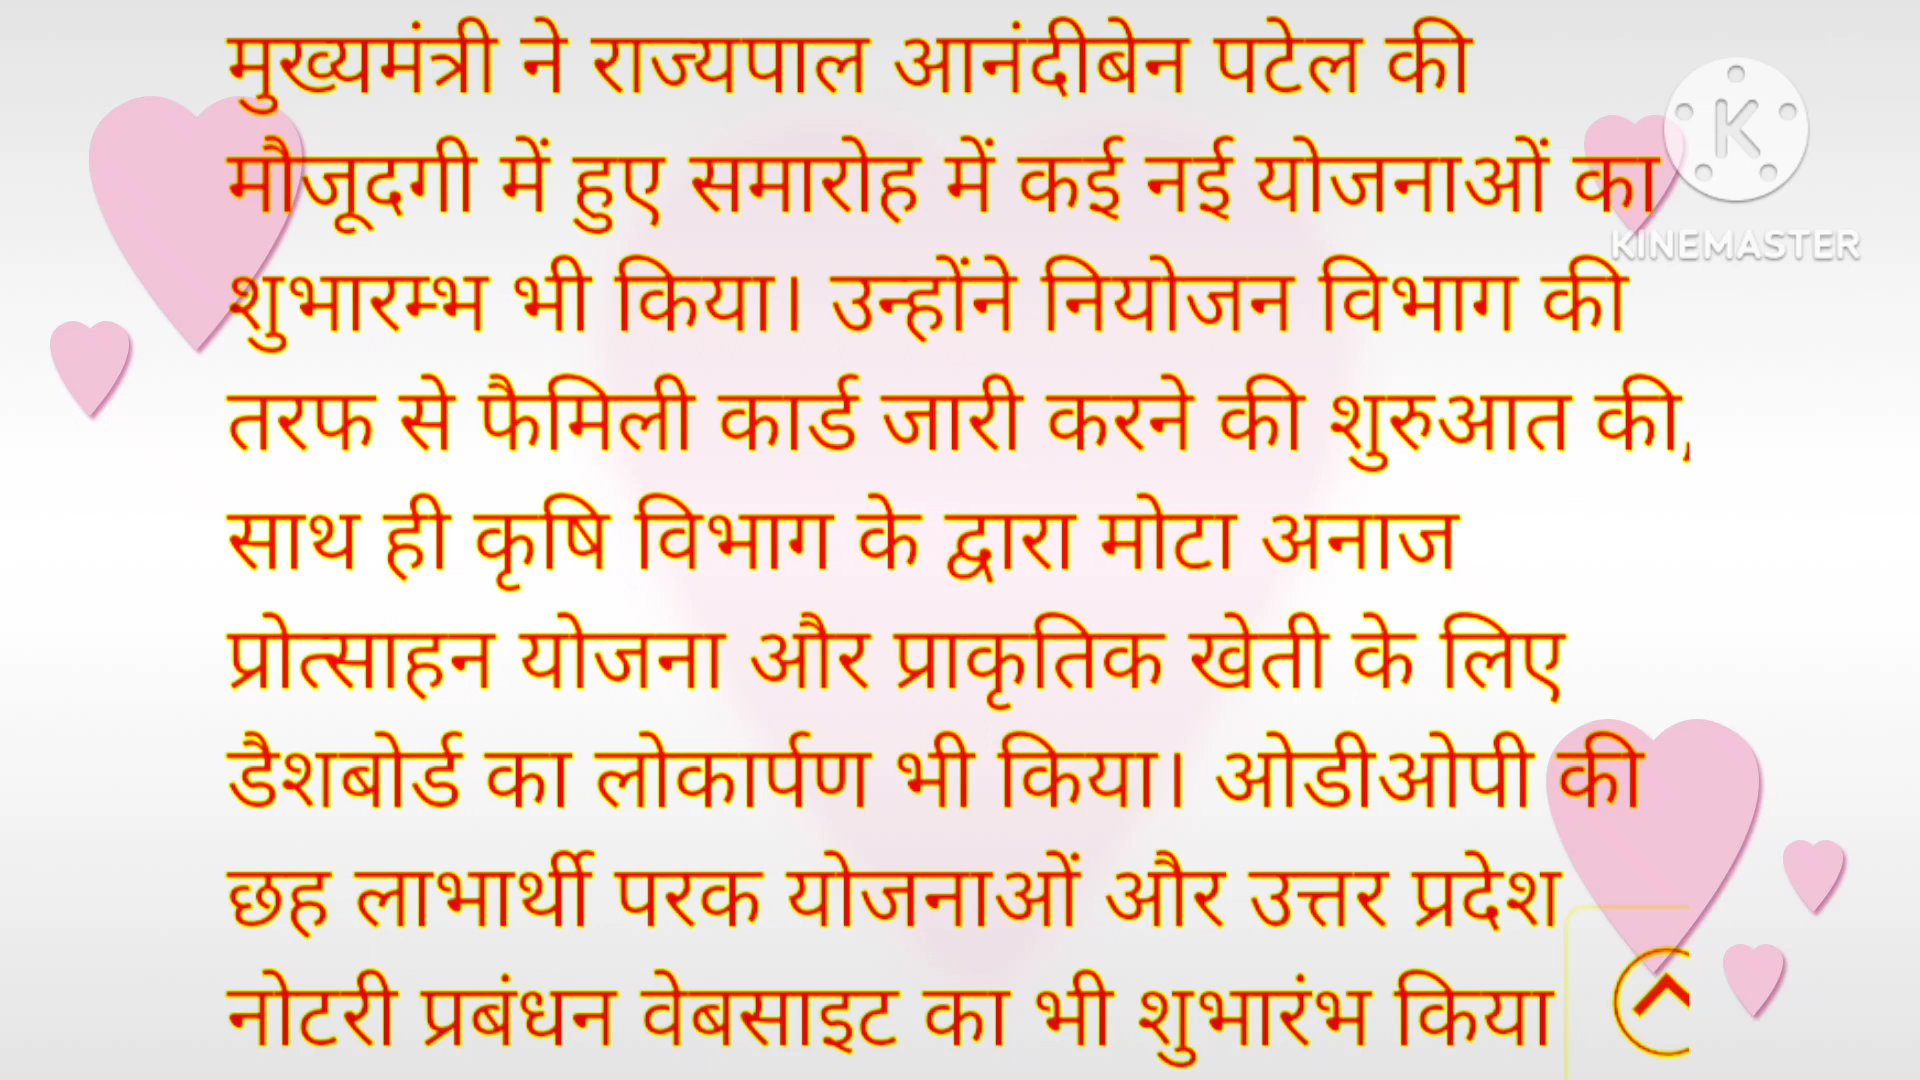 मुख्यमंत्री ने राज्यपाल आनंदीबेन पटेल की
मौजूदगी में हुए समारोह में कई नई योजनाओं का
शुभारम्भ भी किया। उन्होंने नियोजन विभाग की
तरफ से फैमिली कार्ड जारी करने की शुरुआत की,
साथ ही कृषि विभाग के द्वारा मोटा अनाज
प्रोत्साहन योजना और प्राकृतिक खेती के लिए
डैशबोर्ड का लोकार्पण भी किया। ओडीओपी की
छह लाभार्थी परक योजनाओं और उत्तर प्रदेश
नोटरी प्रबंधन वेबसाइट का भी शुभारंभ किया
K
KINEMASTER